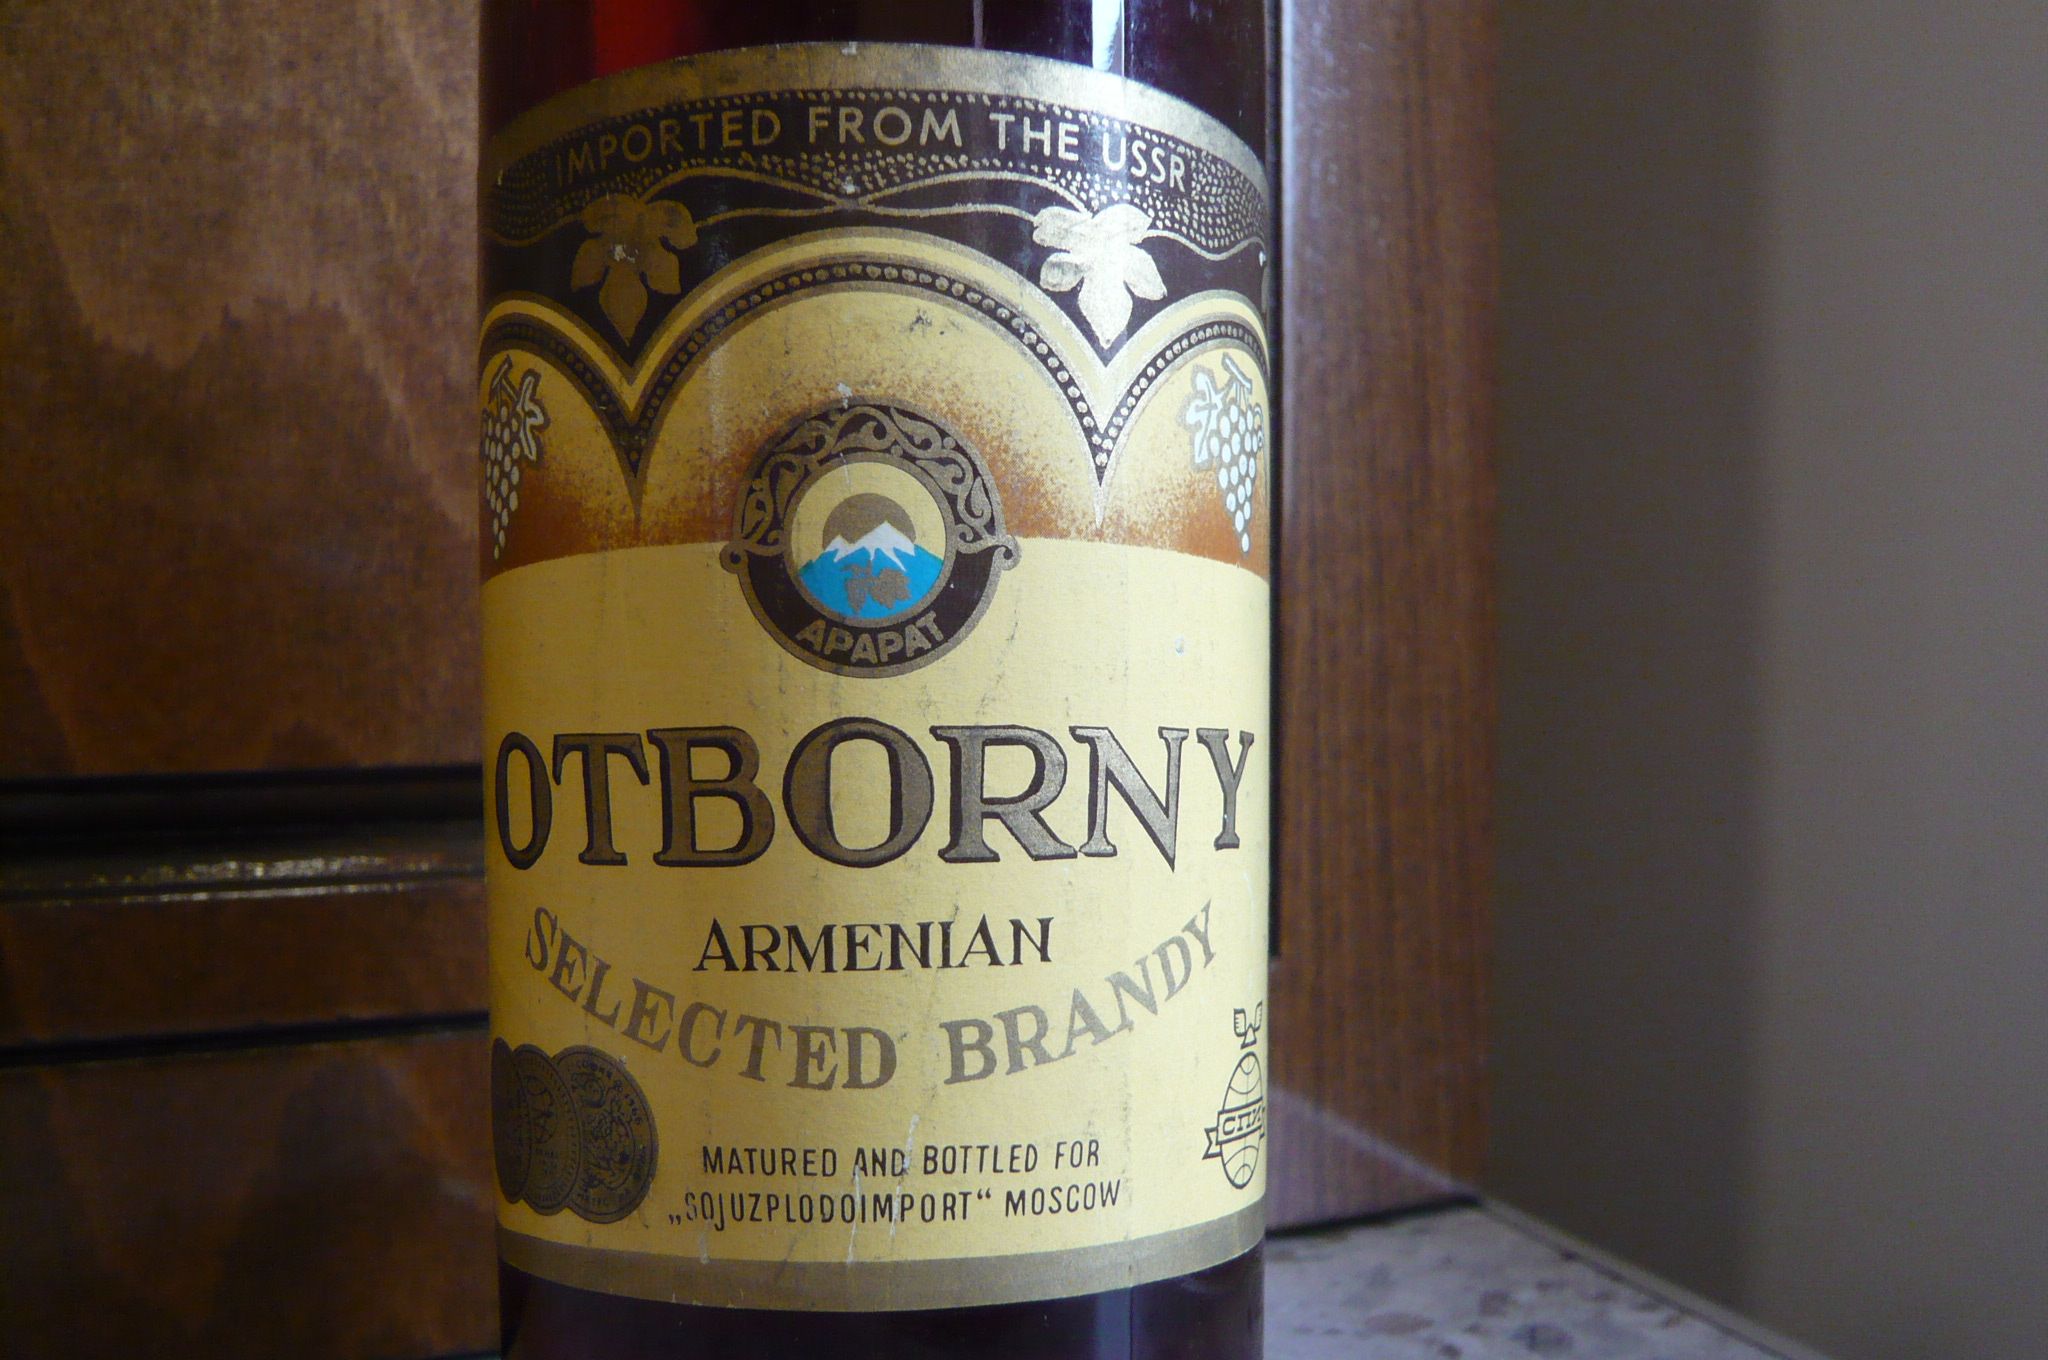 IMPORTED FROM THE USSR
АРАРАТ
OTBORNY
ARMENIAN
SELECTED BRANDY
MATURED AND BOTTLED FOR
„SOJUZPLODOIMPORT“ MOSCOW